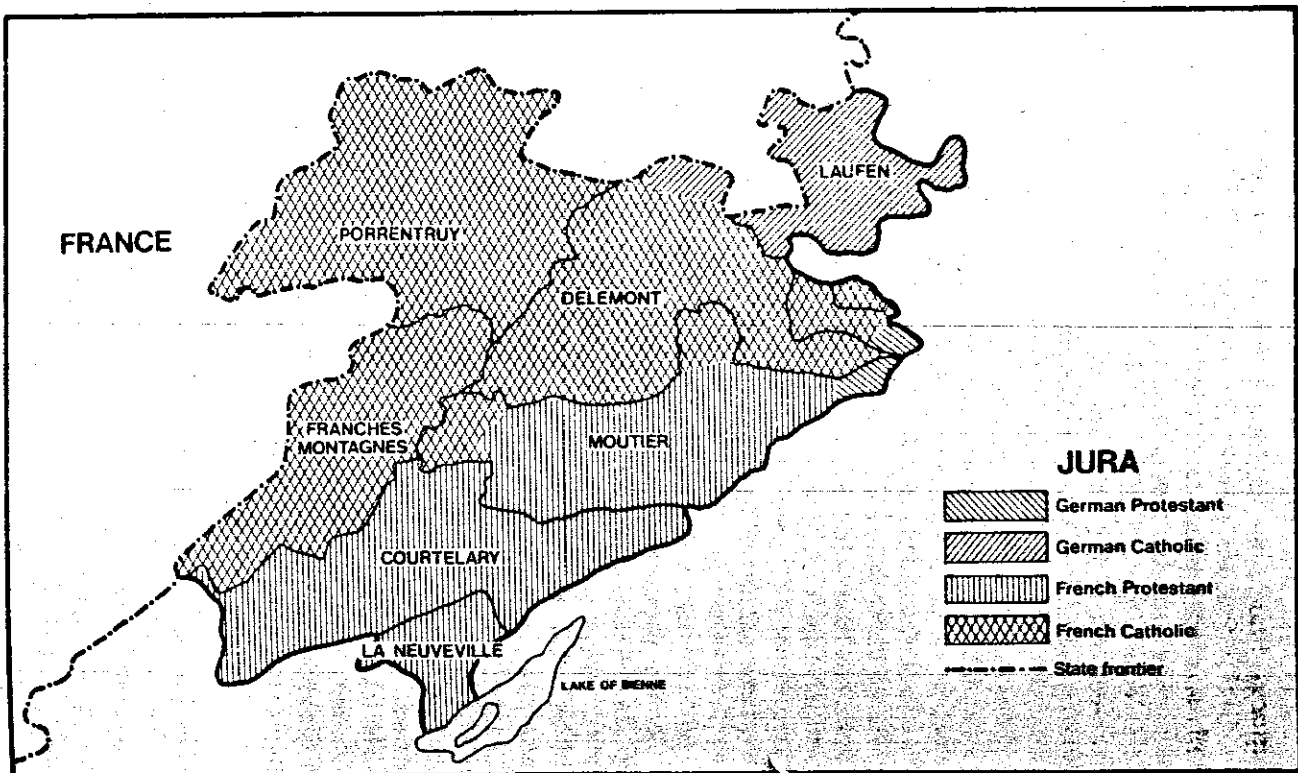 LAUFEN
FRANCE
PORRENTRUY
DELEMONT
FRANCHES
MONTAGNES
MOUTIER
JURA
German Protestant
German Catholic
COURTELARY
French Protestant
French Catholic
LA NEUVEVILLE
State frontier
LAKE OF BIENNE